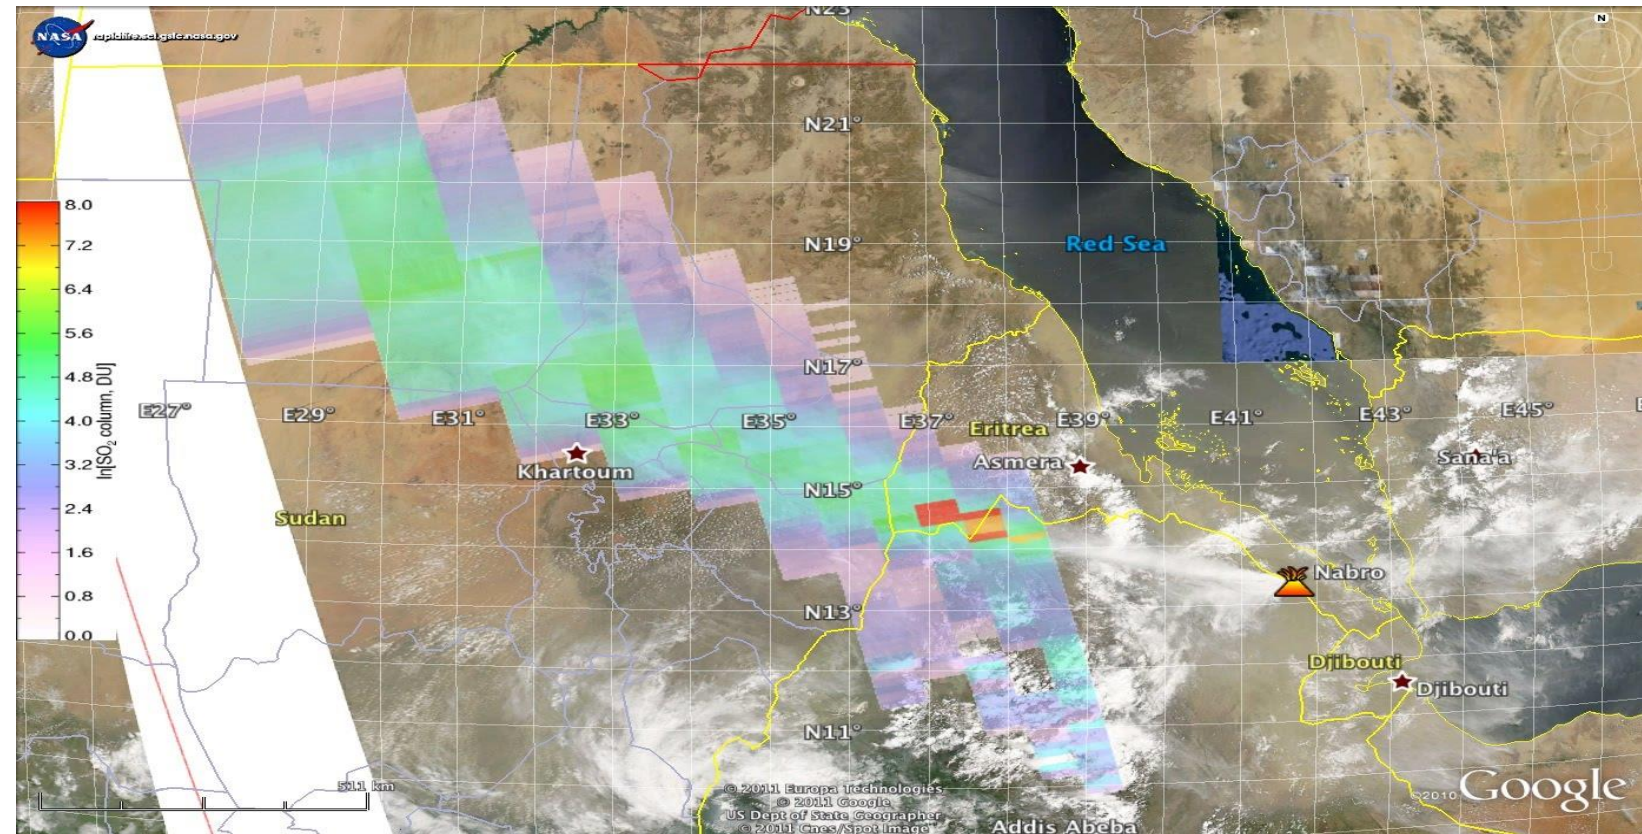 NASA
rapidfire.sci.gsfc.nasa.gov
N
N23°
N21°
8.0
7.2
6.4
5.6
4.8
4.0
3.2
2.4
1.6
0.8
0.0
ln[SO₂ column, DU]
N19°
Red Sea
N17°
E27°
E29°
E31°
E33°
E35°
E37°
E39°
E41°
E43°
E45°
Eritrea
Asmera
Khartoum
Sana'a
N15°
Sudan
Nabro
N13°
Djibouti
Djibouti
N11°
511 km
© 2011 Europa Technologies
© 2011 Google
US Dept of State Geographer
© 2011 Cnes/Spot Image
©2010 Google
Addis Abeba